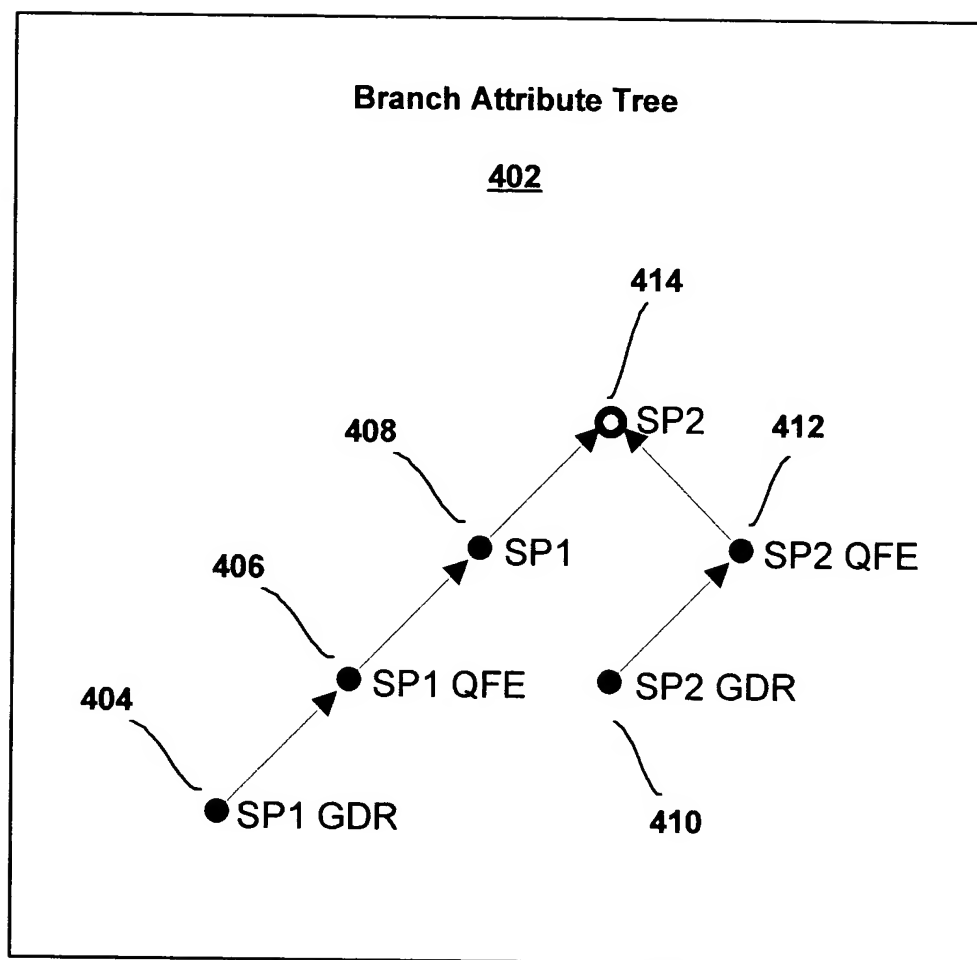 Branch Attribute Tree
402
414
SP2
408
412
SP1
SP2 QFE
406
SP1 QFE
SP2 GDR
404
SP1 GDR
410